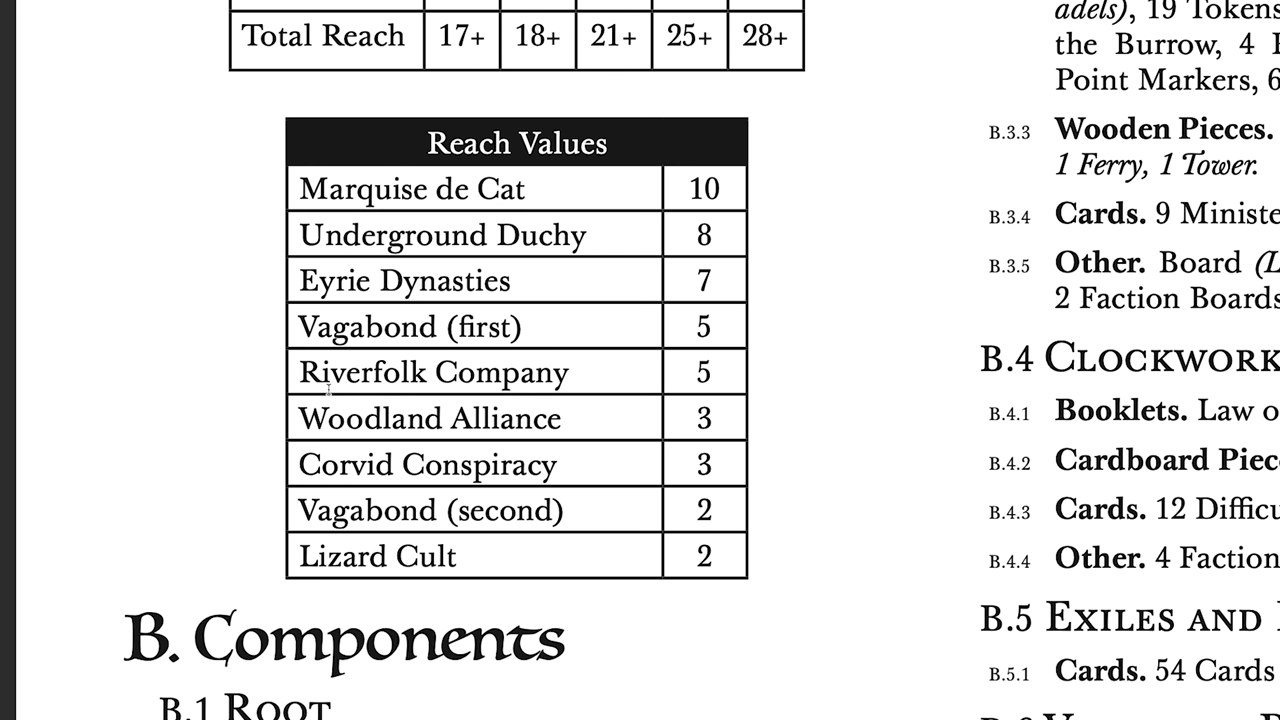 Total Reach 17+ 18+ 21+ 25+ 28+
Reach Values
Marquise de Cat 10
Underground Duchy 8
Eyrie Dynasties 7
Vagabond (first) 5
Riverfolk Company 5
Woodland Alliance 3
Corvid Conspiracy 3
Vagabond (second) 2
Lizard Cult 2
B. Components
B.1 Root
adels), 19 Tokens
the Burrow, 4
Point Markers, 6
B.3.3 Wooden Pieces.
1 Ferry, 1 Tower.
B.3.4 Cards. 9 Ministe
B.3.5 Other. Board (L
2 Faction Boards
B.4 Clockwork
B.4.1 Booklets. Law o
B.4.2 Cardboard Piec
B.4.3 Cards. 12 Difficu
B.4.4 Other. 4 Faction
B.5 Exiles and
B.5.1 Cards. 54 Cards